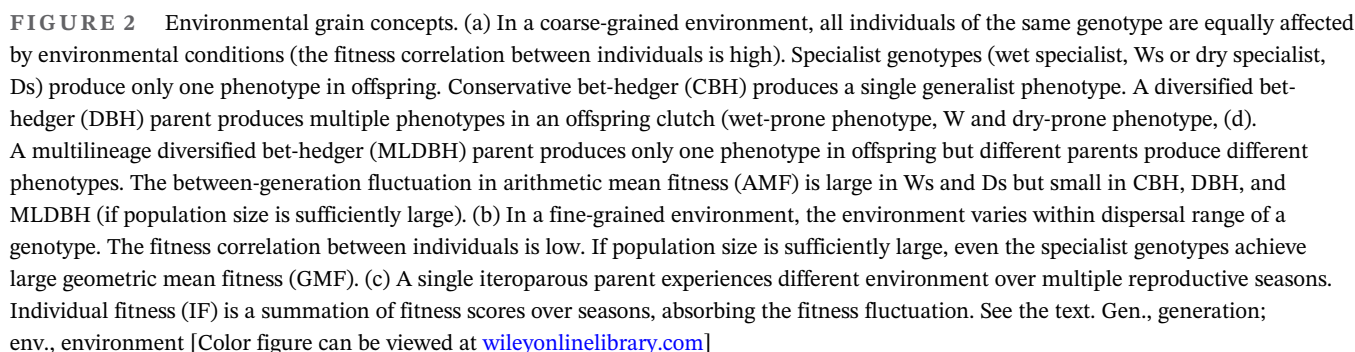 FIGURE 2 Environmental grain concepts. (a) In a coarse-grained environment, all individuals of the same genotype are equally affected
by environmental conditions (the fitness correlation between individuals is high). Specialist genotypes (wet specialist, Ws or dry specialist,
Ds) produce only one phenotype in offspring. Conservative bet-hedger (CBH) produces a single generalist phenotype. A diversified bet-
hedger (DBH) parent produces multiple phenotypes in an offspring clutch (wet-prone phenotype, W and dry-prone phenotype, (d).
A multilineage diversified bet-hedger (MLDBH) parent produces only one phenotype in offspring but different parents produce different
phenotypes. The between-generation fluctuation in arithmetic mean fitness (AMF) is large in Ws and Ds but small in CBH, DBH, and
MLDBH (if population size is sufficiently large). (b) In a fine-grained environment, the environment varies within dispersal range of a
genotype. The fitness correlation between individuals is low. If population size is sufficiently large, even the specialist genotypes achieve
large geometric mean fitness (GMF). (c) A single iteroparous parent experiences different environment over multiple reproductive seasons.
Individual fitness (IF) is a summation of fitness scores over seasons, absorbing the fitness fluctuation. See the text. Gen., generation;
env., environment [Color figure can be viewed at wileyonlinelibrary.com]